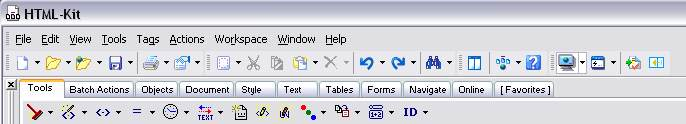 HTML-Kit
File Edit View Tools Tags Actions Workspace Window Help
Tools Batch Actions Objects Document Style Text Tables Forms Navigate Online [ Favorites ]
TEXT ID